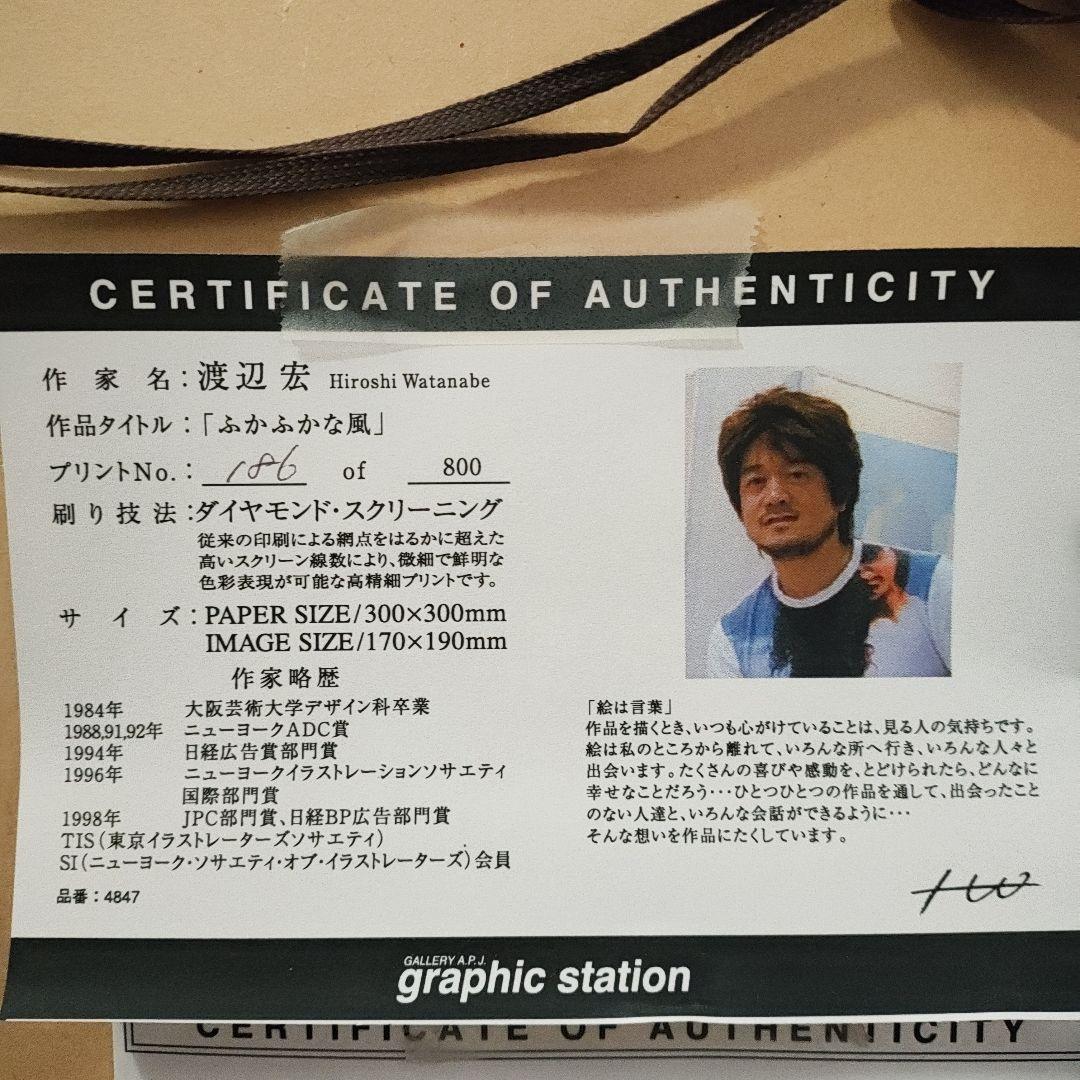 CERTIFICATE OF AUTHENTICITY
作家名：渡辺 宏 Hiroshi Watanabe
作品タイトル：「ふかふかな風」
プリントNo.： 186 of 800
刷り技法：ダイヤモンド・スクリーニング
従来の印刷による網点をはるかに超えた
高いスクリーン線数により、微細で鮮明な
色彩表現が可能な高精細プリントです。
サイズ：PAPER SIZE/300×300mm
IMAGE SIZE/170×190mm
作家略歴
1984年 大阪芸術大学デザイン科卒業
1988,91,92年 ニューヨークADC賞
1994年 日経広告賞部門賞
1996年 ニューヨークイラストレーションソサエティ
国際部門賞
1998年 JPC部門賞、日経BP広告部門賞
TIS（東京イラストレーターズソサエティ）
SI（ニューヨーク・ソサエティ・オブ・イラストレーターズ）会員
品番：4847
「絵は言葉」
作品を描くとき、いつも心がけていることは、見る人の気持ちです。
絵は私のところから離れて、いろんな所へ行き、いろんな人々と
出会います。たくさんの喜びや感動を、とどけられたら、どんなに
幸せなことだろう･･･ひとつひとつの作品を通して、出会ったこと
のない人達と、いろんな会話ができるように･･･
そんな想いを作品にたくしています。
GALLERY A.P.J.
graphic station
CERTIFICATE OF AUTHENTICITY